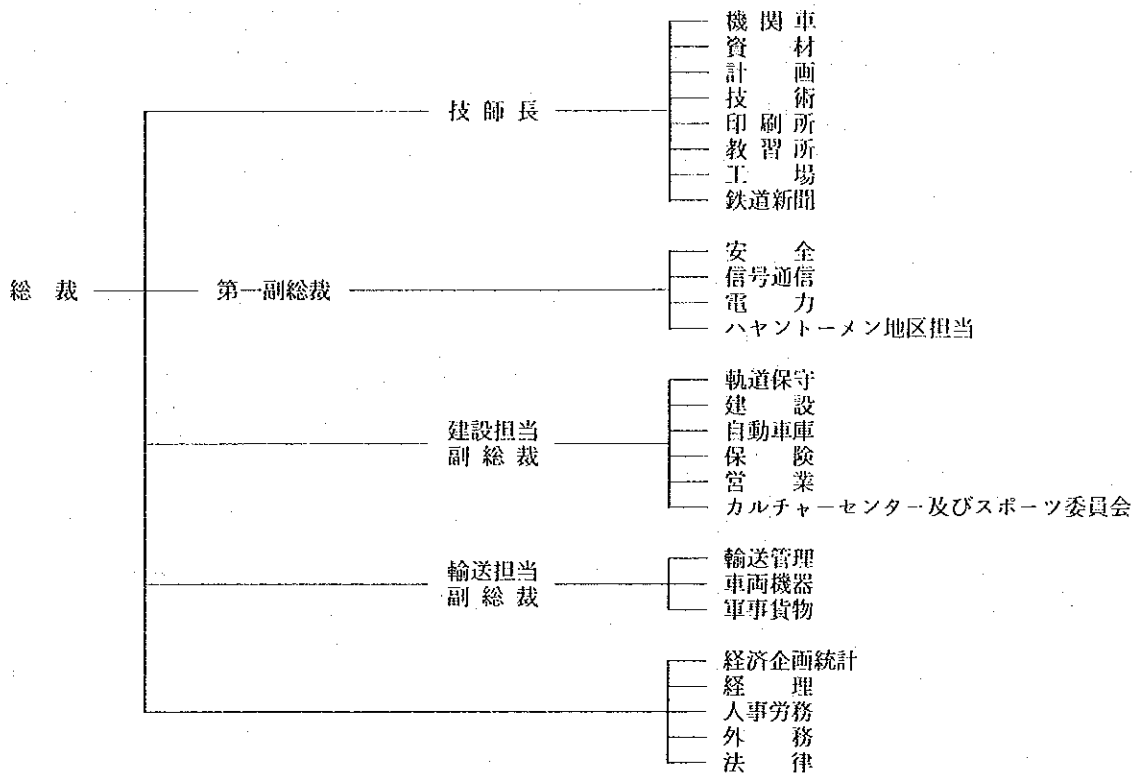 機関車
資材
計画
技師長
技術
印刷所
教習所
工場
鉄道新聞
安全
信号通信
総裁
第一副総裁
電力
ハヤントーメン地区担当
軌道保守
建設
建設担当
副総裁
自動車庫
保険
営業
カルチャーセンター及びスポーツ委員会
輸送管理
輸送担当
副総裁
車両機器
軍事貨物
経済企画統計
経理
人事労務
外務
法律